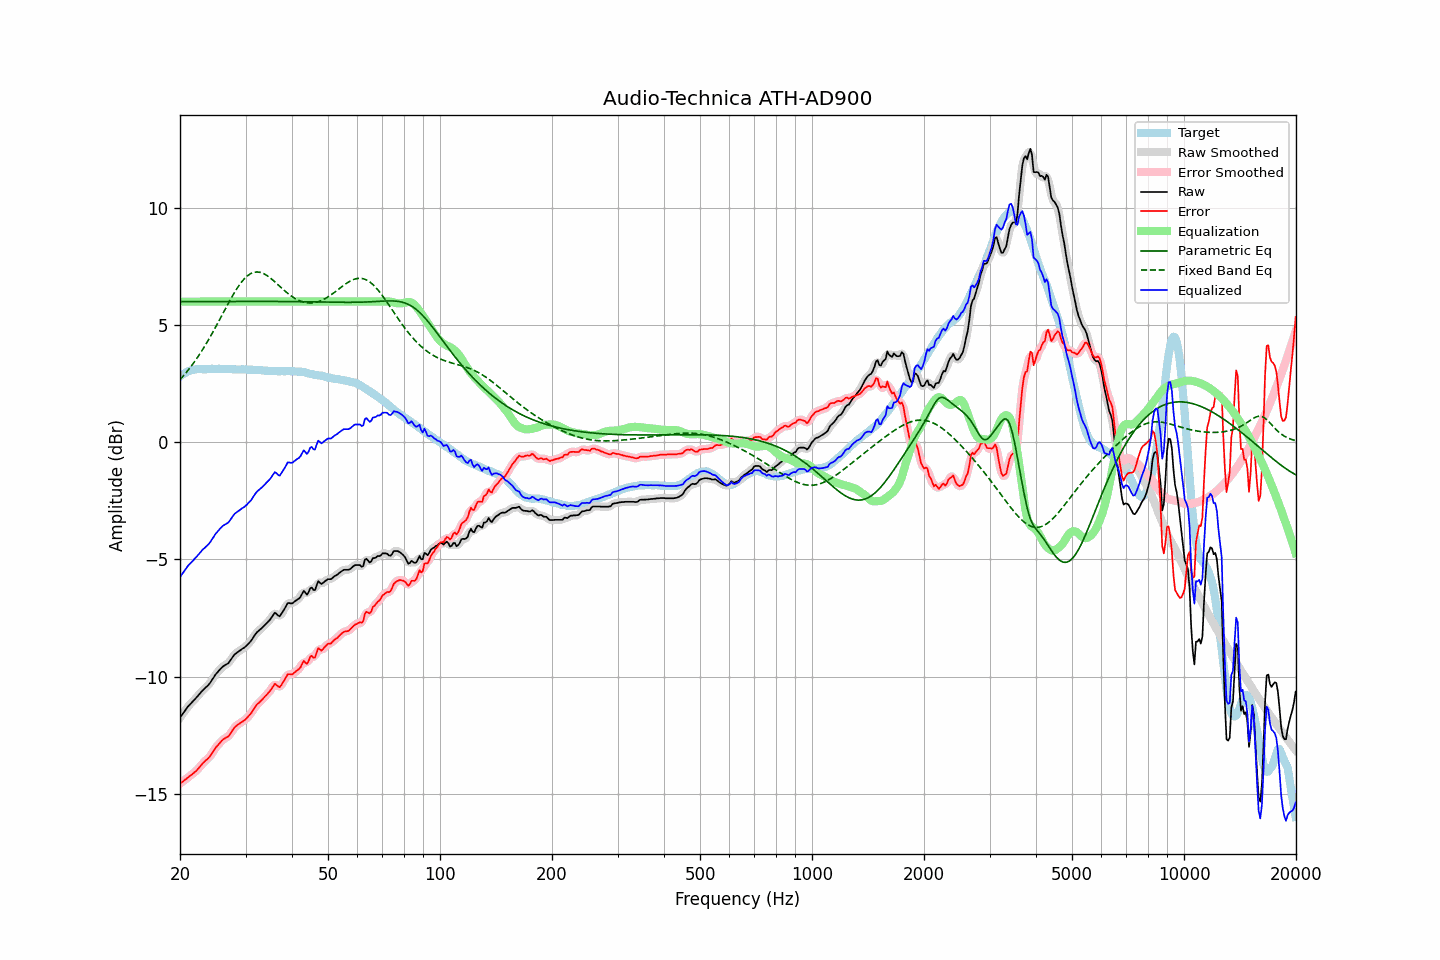 Audio-Technica ATH-AD900
Target
Raw Smoothed
Error Smoothed
Raw
Error
Equalization
Parametric Eq
Fixed Band Eq
Equalized
Amplitude (dBr)
10
5
0
−5
−10
−15
20
50
100
200
500
1000
2000
5000
10000
20000
Frequency (Hz)